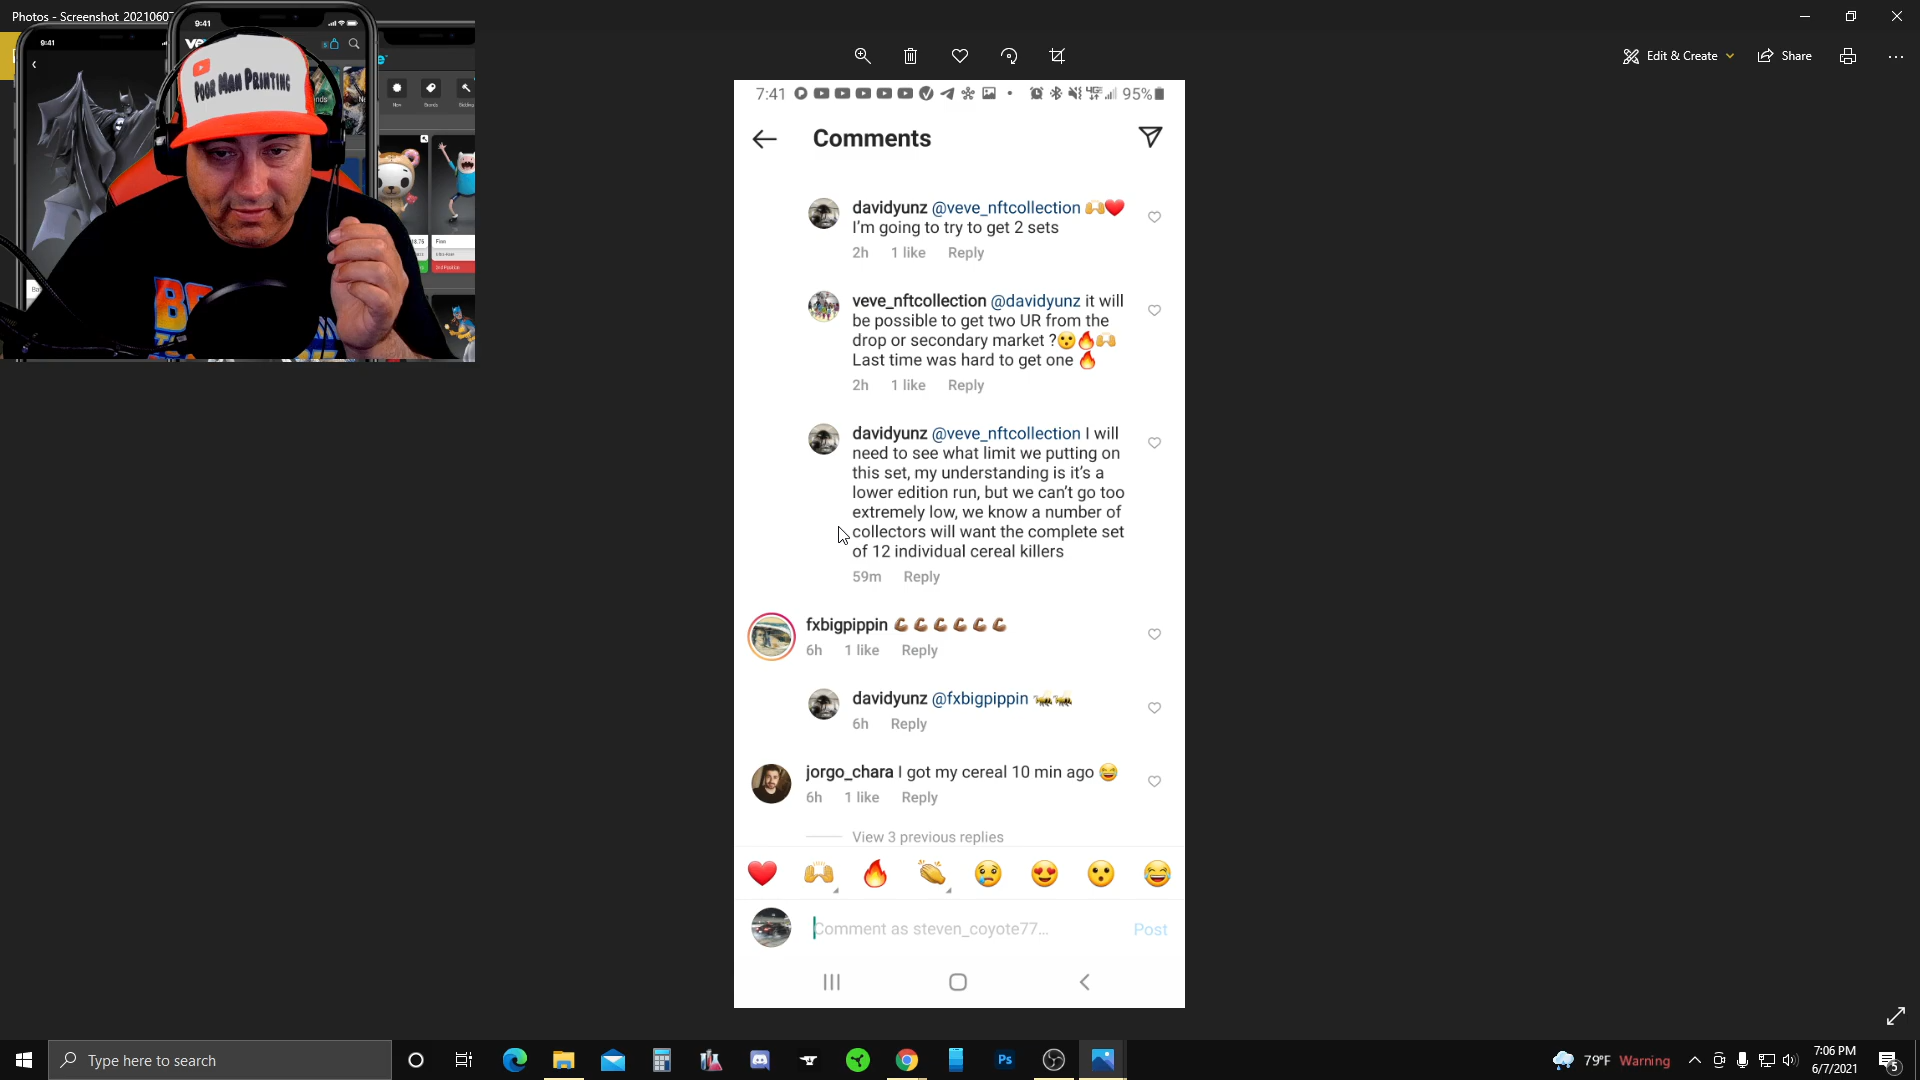 Photos - Screenshot_2021060
Edit & Create
Share
9:41
9:41
POOR MAN PRINTING
7:41
95%
Comments
davidyunz @veve_nftcollection 🙌❤️
I'm going to try to get 2 sets
2h 1 like Reply
veve_nftcollection @davidyunz it will
be possible to get two UR from the
drop or secondary market ?😮🔥🙌
Last time was hard to get one 🔥
2h 1 like Reply
davidyunz @veve_nftcollection I will
need to see what limit we putting on
this set, my understanding is it's a
lower edition run, but we can't go too
extremely low, we know a number of
collectors will want the complete set
of 12 individual cereal killers
59m Reply
fxbigpippin 💪🏾💪🏾💪🏾💪🏾💪🏾💪🏾
6h 1 like Reply
davidyunz @fxbigpippin 🐝🐝
6h Reply
jorgo_chara I got my cereal 10 min ago 😂
6h 1 like Reply
View 3 previous replies
Comment as steven_coyote77...
Post
Type here to search
Ps
79°F Warning
7:06 PM
6/7/2021
5